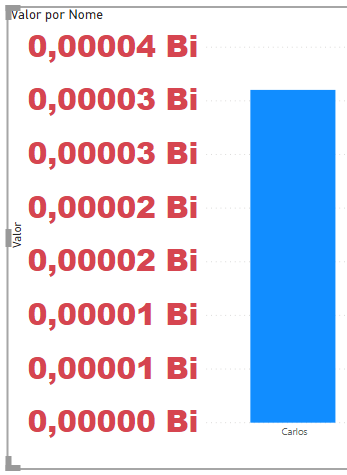 Valor por Nome
0,00004 Bi
0,00003 Bi
0,00003 Bi
0,00002 Bi
0,00002 Bi
0,00001 Bi
0,00001 Bi
0,00000 Bi
Valor
Carlos